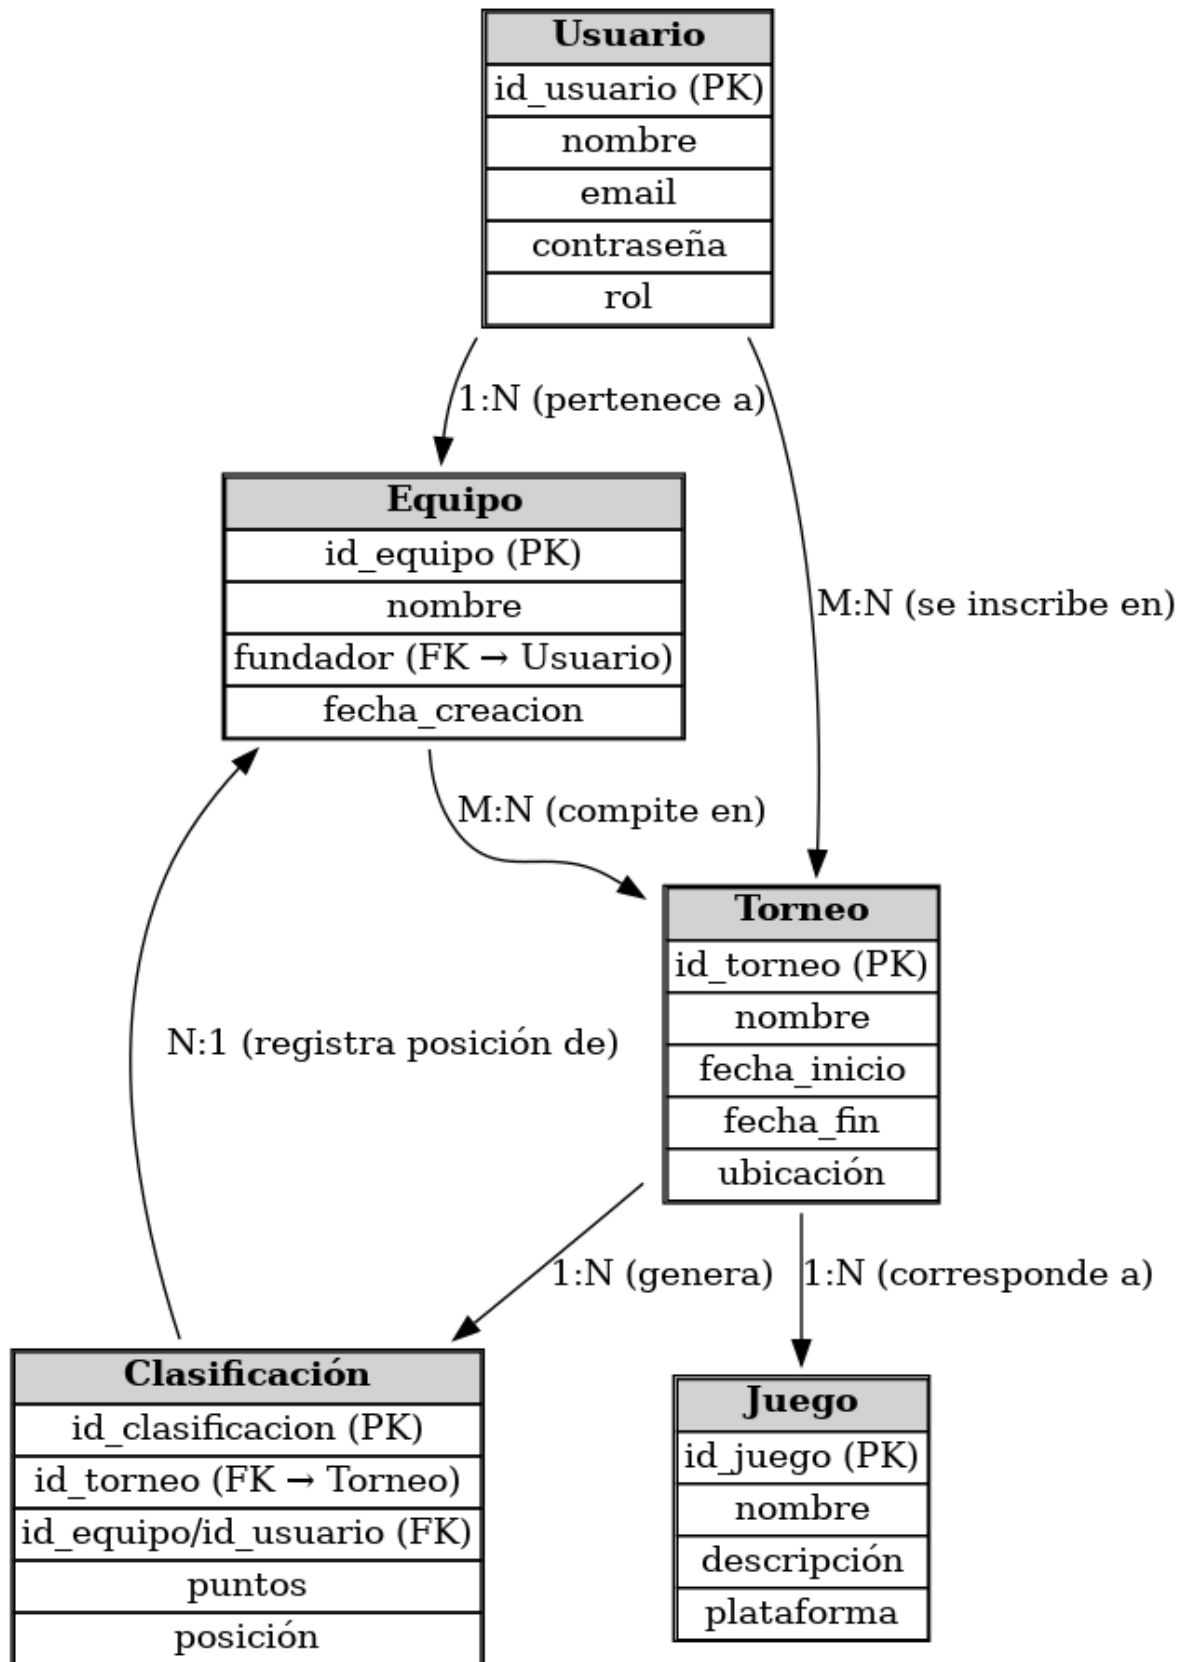 Usuario
id_usuario (PK)
nombre
email
contraseña
rol
1:N (pertenece a)
Equipo
id_equipo (PK)
nombre
fundador (FK → Usuario)
fecha_creacion
M:N (se inscribe en)
M:N (compite en)
Torneo
id_torneo (PK)
nombre
fecha_inicio
fecha_fin
ubicación
N:1 (registra posición de)
1:N (genera)
1:N (corresponde a)
Clasificación
id_clasificacion (PK)
id_torneo (FK → Torneo)
id_equipo/id_usuario (FK)
puntos
posición
Juego
id_juego (PK)
nombre
descripción
plataforma